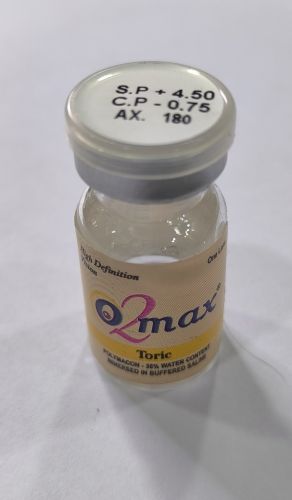 S.P + 4.50
C.P - 0.75
AX. 180
High Definition
Vision
One Lens
O2max®
Toric
POLYMACON - 38% WATER CONTENT
IMMERSED IN BUFFERED SALINE